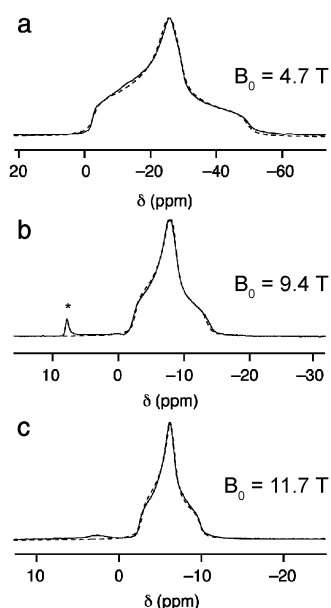 a
B₀ = 4.7 T
20 0 −20 −40 −60
δ (ppm)
b
*
B₀ = 9.4 T
10 0 −10 −20 −30
δ (ppm)
c
B₀ = 11.7 T
10 0 −10 −20
δ (ppm)